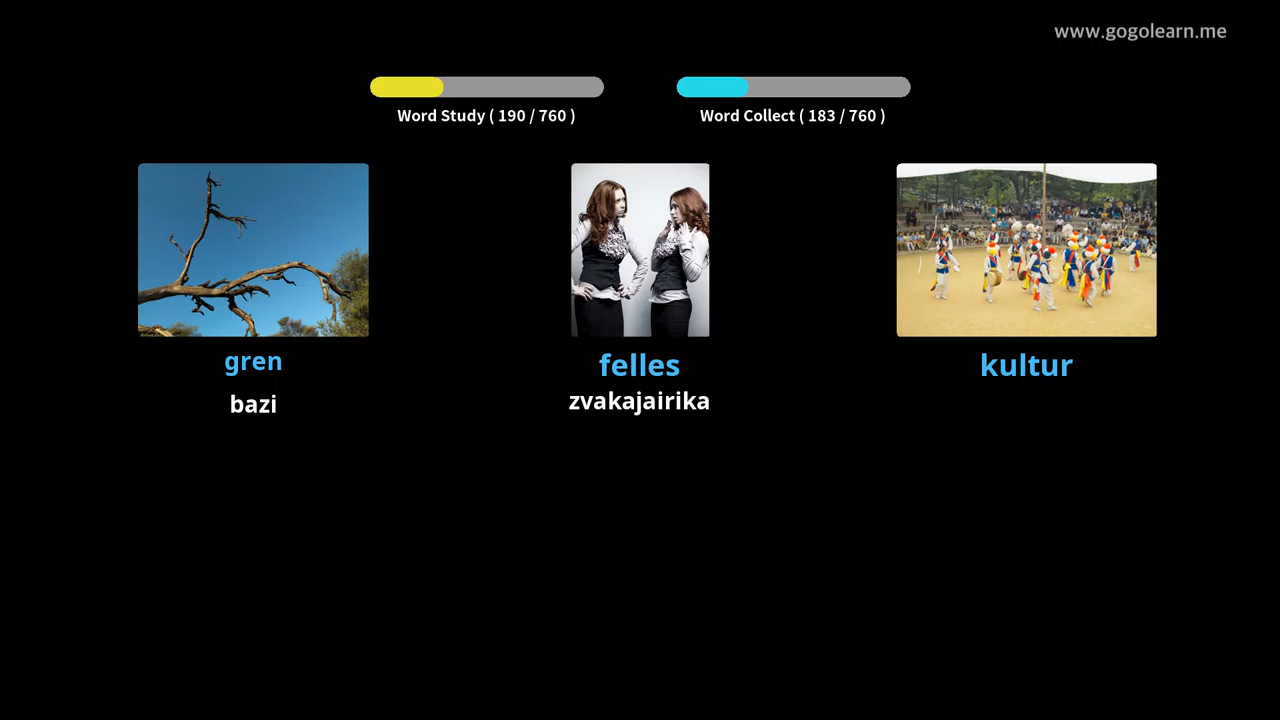 www.gogolearn.me
Word Study ( 190 / 760 )
Word Collect ( 183 / 760 )
gren
bazi
felles
zvakajairika
kultur